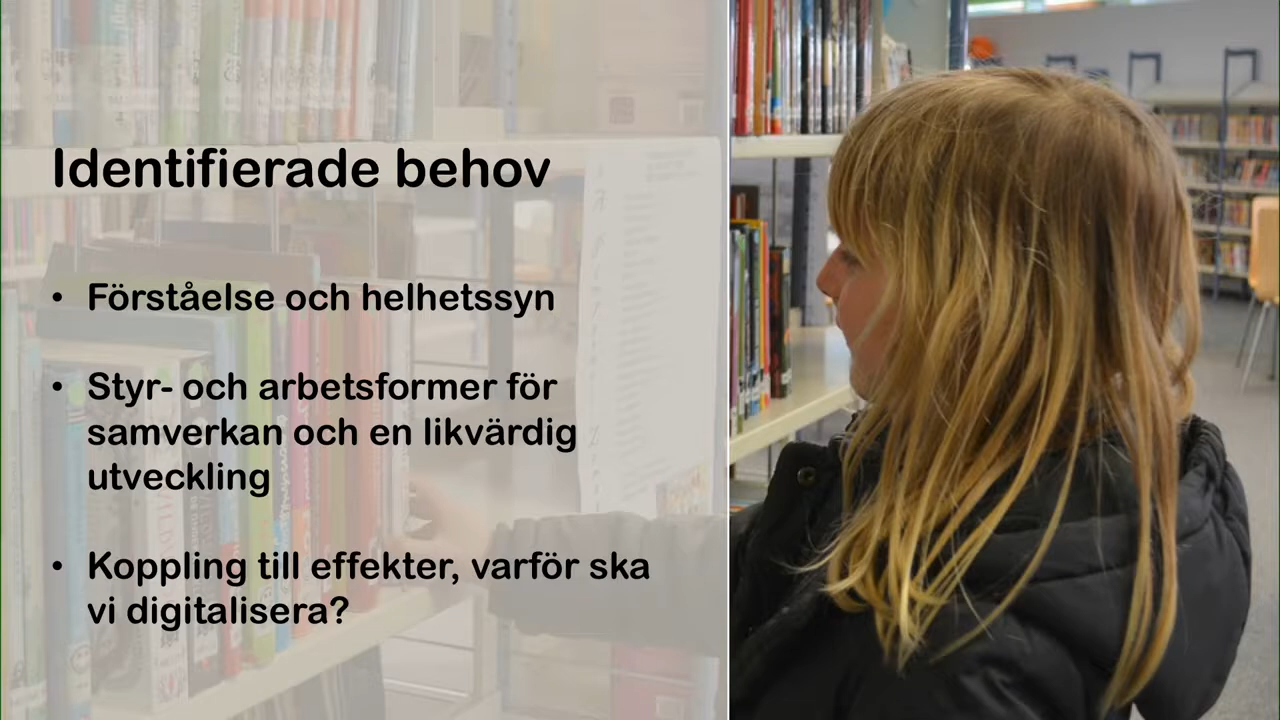 Identifierade behov
• Förståelse och helhetssyn
• Styr- och arbetsformer för
samverkan och en likvärdig
utveckling
• Koppling till effekter, varför ska
vi digitalisera?